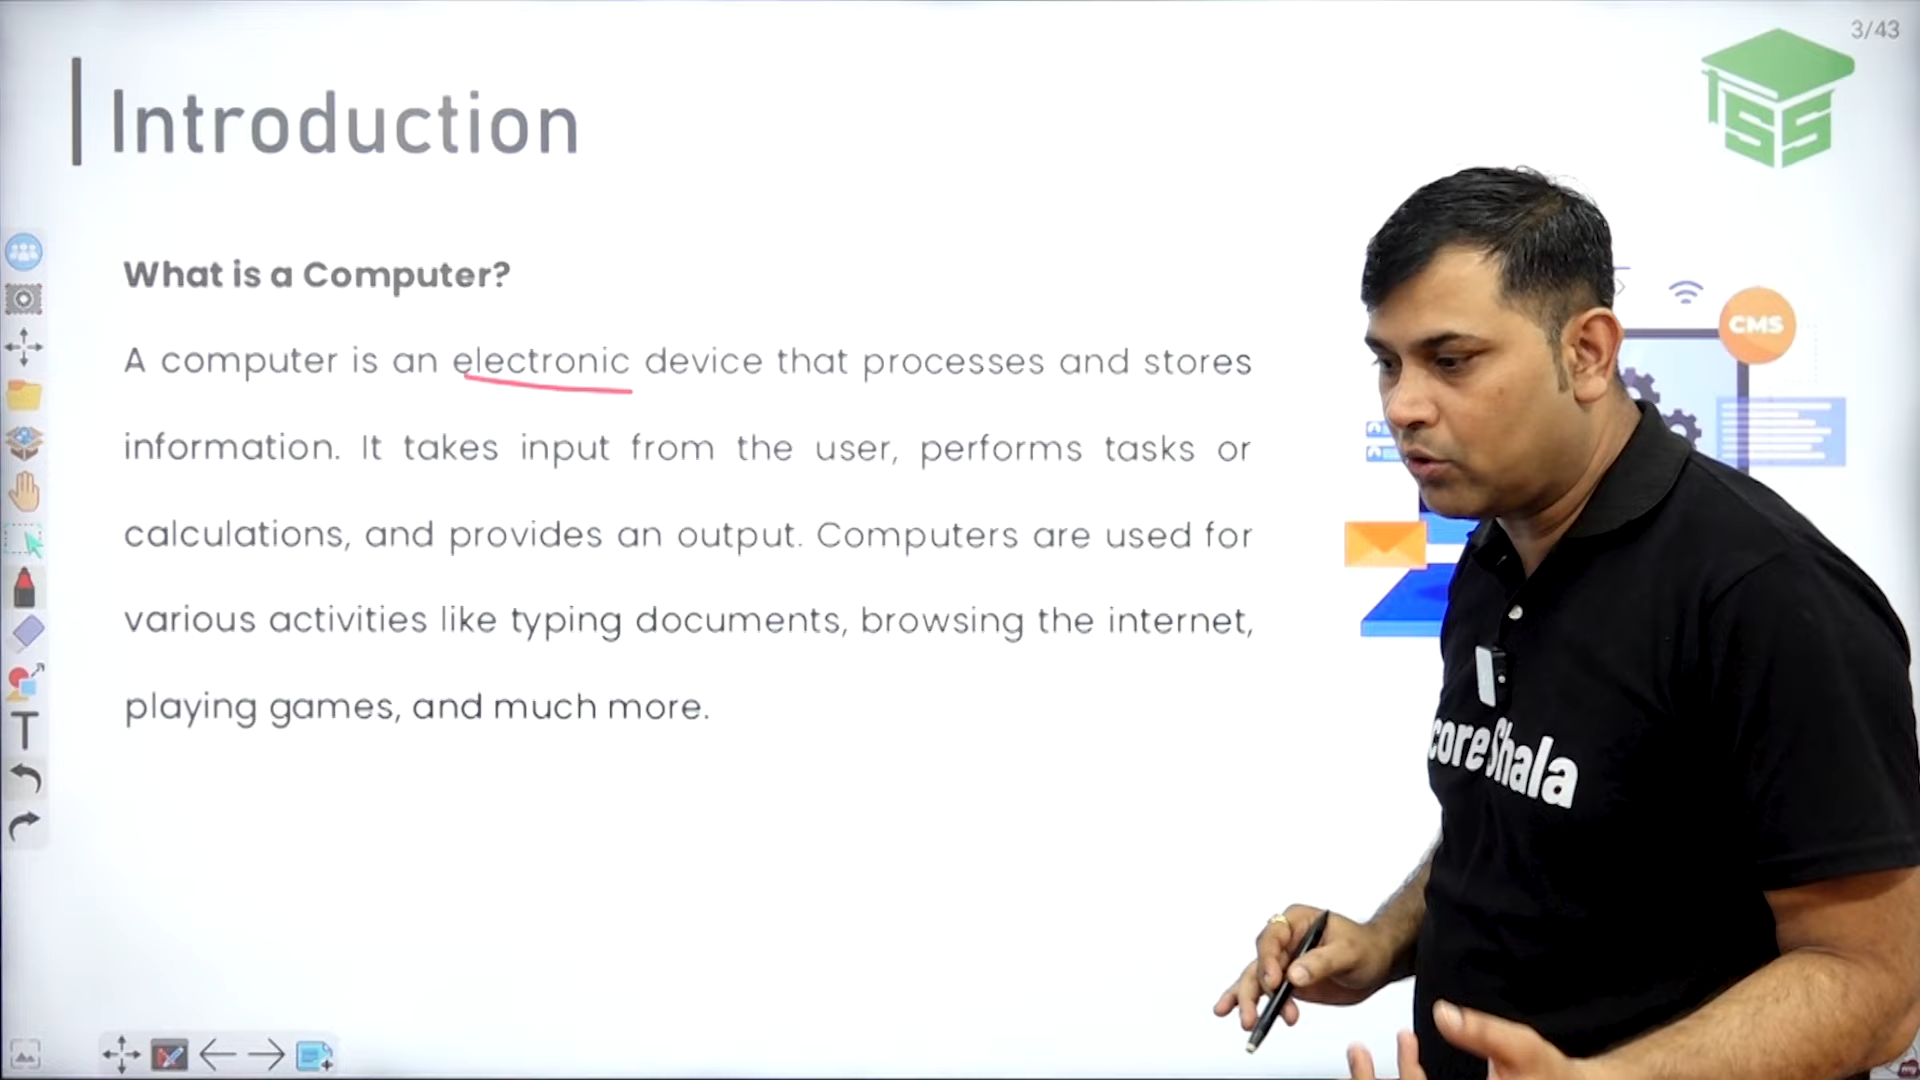 3/43
SS
Introduction
What is a Computer?
A computer is an electronic device that processes and stores
information. It takes input from the user, performs tasks or
calculations, and provides an output. Computers are used for
various activities like typing documents, browsing the internet,
playing games, and much more.
CMS
coreShala
T